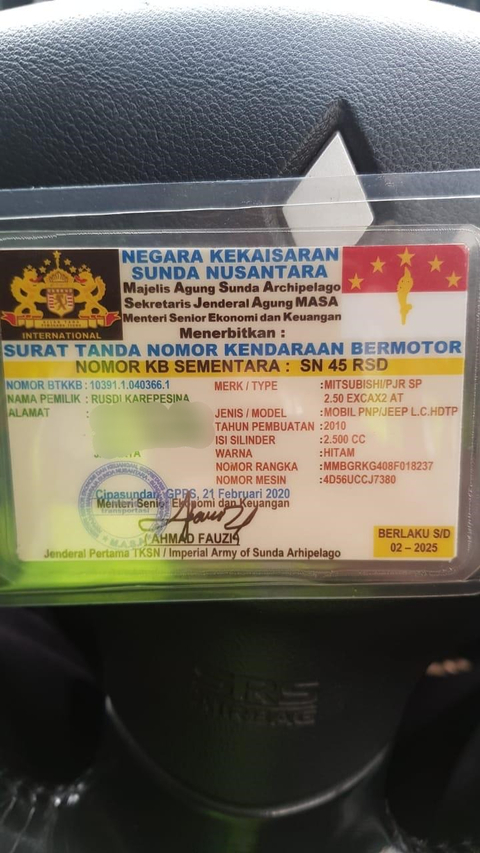 NEGARA KEKAISARAN
SUNDA NUSANTARA
Majelis Agung Sunda Archipelago
Sekretaris Jenderal Agung MASA
Menteri Senior Ekonomi dan Keuangan
Menerbitkan :
INTERNATIONAL
SURAT TANDA NOMOR KENDARAAN BERMOTOR
NOMOR KB SEMENTARA : SN 45 RSD
NOMOR BTKKB : 10391.1.040366.1
NAMA PEMILIK : RUSDI KAREPESINA
ALAMAT
MERK / TYPE : MITSUBISHI/PJR SP
2.50 EXCAX2 AT
JENIS / MODEL : MOBIL PNP/JEEP L.C.HDTP
TAHUN PEMBUATAN : 2010
ISI SILINDER : 2.500 CC
WARNA : HITAM
NOMOR RANGKA : MMBGRKG408F018237
NOMOR MESIN : 4D56UCCJ7380
Cipasundan, GPRS, 21 Februari 2020
Menteri Senior Ekonomi dan Keuangan
AHMAD FAUZI
Jenderal Pertama TKSN / Imperial Army of Sunda Arhipelago
BERLAKU S/D
02 – 2025
SRS
AIRBAG